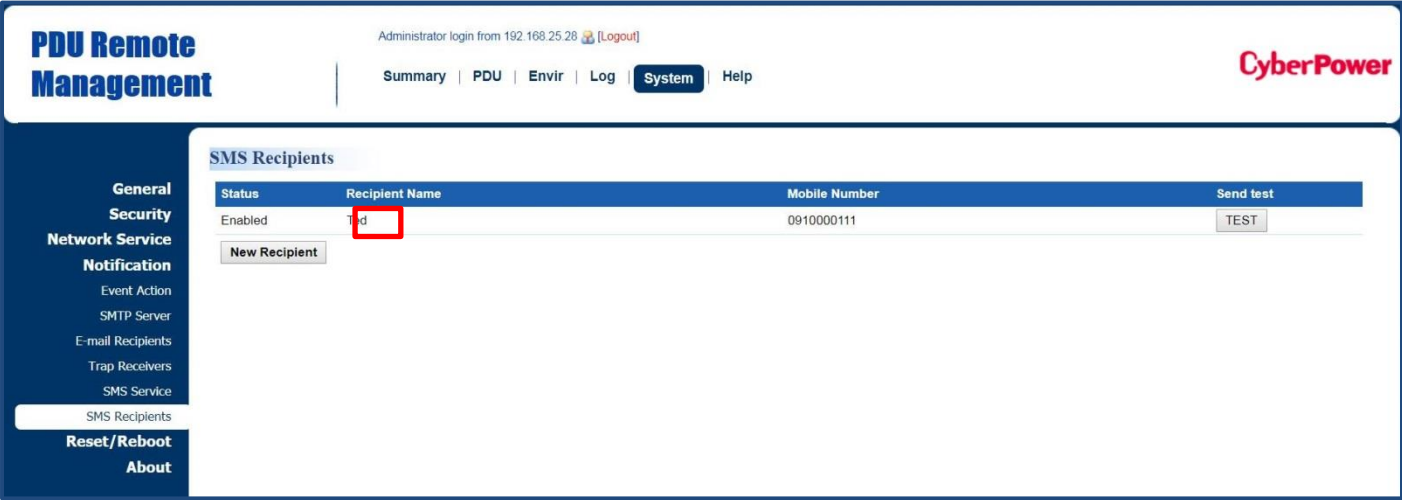 PDU Remote
Management
Administrator login from 192.168.25.28 [Logout]
Summary | PDU | Envir | Log | System | Help
CyberPower
SMS Recipients
General
Security
Network Service
Notification
Event Action
SMTP Server
E-mail Recipients
Trap Receivers
SMS Service
SMS Recipients
Reset/Reboot
About
Status Recipient Name Mobile Number Send test
Enabled Ted 0910000111 TEST
New Recipient